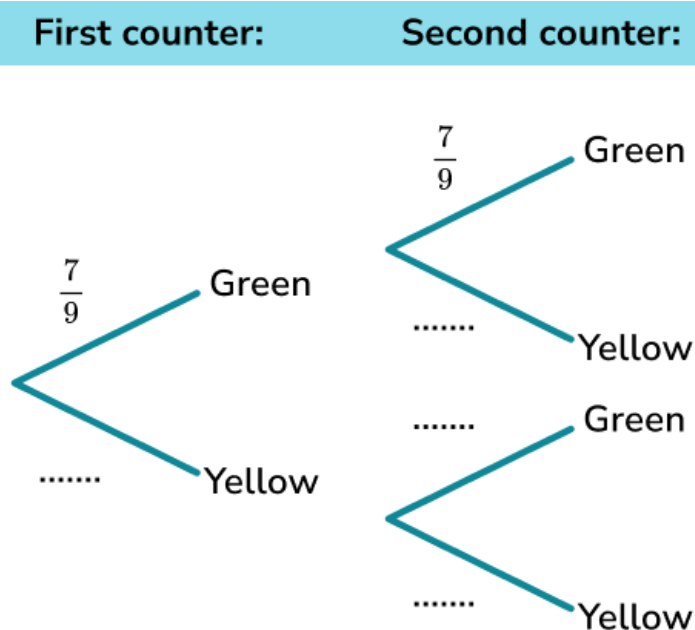 First counter: Second counter:
7/9 Green
7/9 Green
....... Yellow
....... Green
....... Yellow
....... Yellow